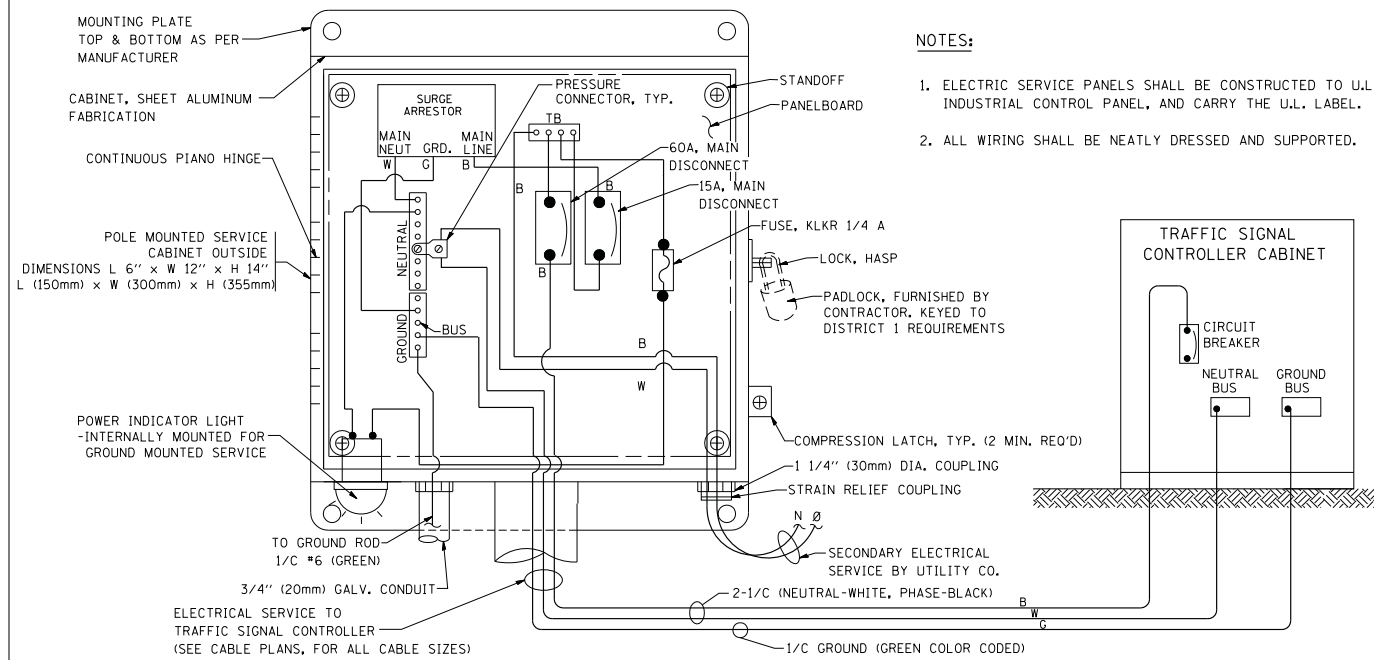 MOUNTING PLATE
TOP & BOTTOM AS PER
MANUFACTURER
CABINET, SHEET ALUMINUM
FABRICATION
CONTINUOUS PIANO HINGE
POLE MOUNTED SERVICE
CABINET OUTSIDE
DIMENSIONS L 6" x W 12" x H 14"
L (150mm) x W (300mm) x H (355mm)
POWER INDICATOR LIGHT
-INTERNALLY MOUNTED FOR
GROUND MOUNTED SERVICE
SURGE
ARRESTOR
MAIN
NEUT
GRD.
MAIN
LINE
W
G
B
PRESSURE
CONNECTOR, TYP.
TB
NEUTRAL
GROUND
BUS
B
B
B
STANDOFF
PANELBOARD
60A, MAIN
DISCONNECT
15A, MAIN
DISCONNECT
FUSE, KLKR 1/4 A
LOCK, HASP
PADLOCK, FURNISHED BY
CONTRACTOR. KEYED TO
DISTRICT 1 REQUIREMENTS
B
W
COMPRESSION LATCH, TYP. (2 MIN. REQ'D)
1 1/4" (30mm) DIA. COUPLING
STRAIN RELIEF COUPLING
N Ø
SECONDARY ELECTRICAL
SERVICE BY UTILITY CO.
TO GROUND ROD
1/C #6 (GREEN)
3/4" (20mm) GALV. CONDUIT
ELECTRICAL SERVICE TO
TRAFFIC SIGNAL CONTROLLER
(SEE CABLE PLANS, FOR ALL CABLE SIZES)
2-1/C (NEUTRAL-WHITE, PHASE-BLACK)
1/C GROUND (GREEN COLOR CODED)
B
W
G
NOTES:
1. ELECTRIC SERVICE PANELS SHALL BE CONSTRUCTED TO U.L
INDUSTRIAL CONTROL PANEL, AND CARRY THE U.L. LABEL.
2. ALL WIRING SHALL BE NEATLY DRESSED AND SUPPORTED.
TRAFFIC SIGNAL
CONTROLLER CABINET
CIRCUIT
BREAKER
NEUTRAL
BUS
GROUND
BUS